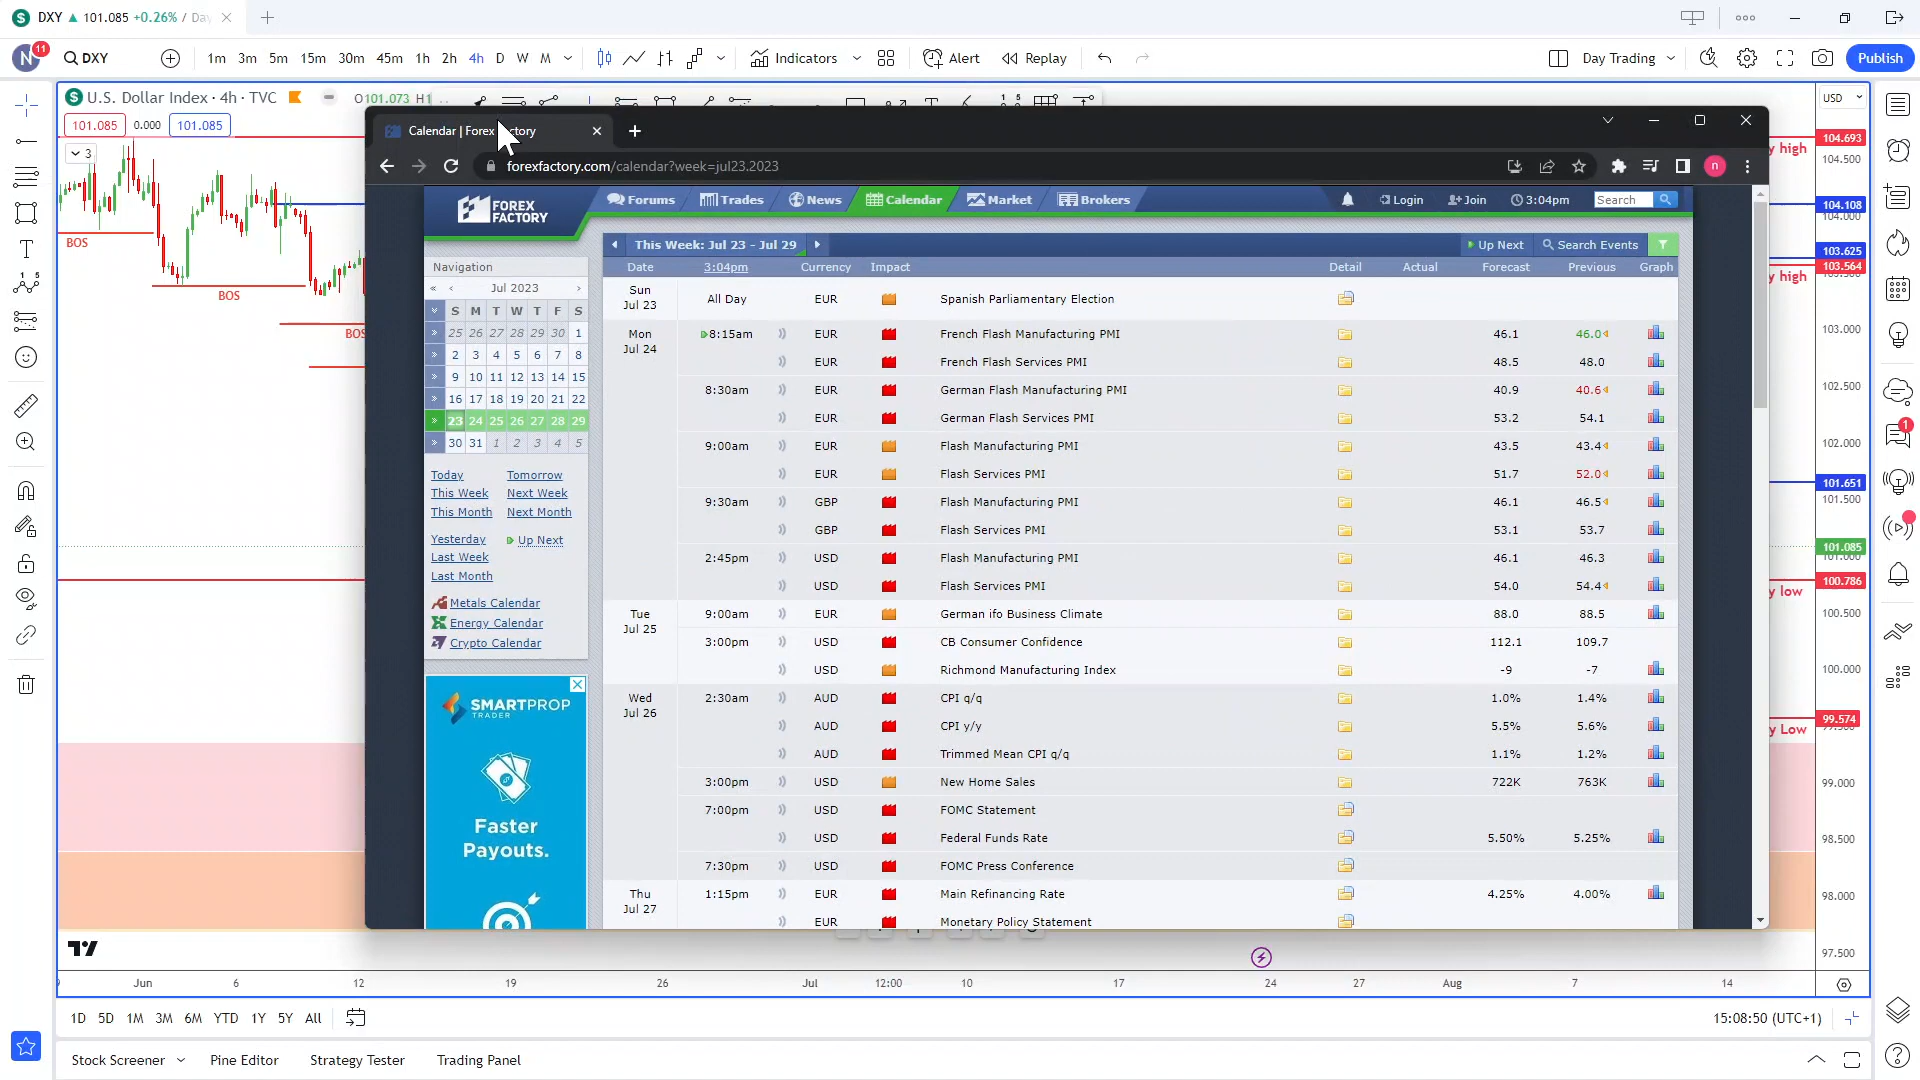 DXY ▲ 101.085 +0.26% / Da
N 11 DXY 1m 3m 5m 15m 30m 45m 1h 2h 4h D W M Indicators Alert Replay Day Trading Publish
U.S. Dollar Index · 4h · TVC O101.073 H1 USD
101.085 0.000 101.085
3
BOS
BOS
BOS
Calendar | Forex Factory
forexfactory.com/calendar?week=jul23.2023
n
FOREX FACTORY Forums Trades News Calendar Market Brokers Login Join 3:04pm Search
This Week: Jul 23 - Jul 29 Up Next Search Events
Date 3:04pm Currency Impact Detail Actual Forecast Previous Graph
Sun Jul 23 All Day EUR Spanish Parliamentary Election
Mon Jul 24 8:15am EUR French Flash Manufacturing PMI 46.1 46.0
EUR French Flash Services PMI 48.5 48.0
8:30am EUR German Flash Manufacturing PMI 40.9 40.6
EUR German Flash Services PMI 53.2 54.1
9:00am EUR Flash Manufacturing PMI 43.5 43.4
EUR Flash Services PMI 51.7 52.0
9:30am GBP Flash Manufacturing PMI 46.1 46.5
GBP Flash Services PMI 53.1 53.7
2:45pm USD Flash Manufacturing PMI 46.1 46.3
USD Flash Services PMI 54.0 54.4
Tue Jul 25 9:00am EUR German ifo Business Climate 88.0 88.5
3:00pm USD CB Consumer Confidence 112.1 109.7
USD Richmond Manufacturing Index -9 -7
Wed Jul 26 2:30am AUD CPI q/q 1.0% 1.4%
AUD CPI y/y 5.5% 5.6%
AUD Trimmed Mean CPI q/q 1.1% 1.2%
3:00pm USD New Home Sales 722K 763K
7:00pm USD FOMC Statement
USD Federal Funds Rate 5.50% 5.25%
7:30pm USD FOMC Press Conference
Thu Jul 27 1:15pm EUR Main Refinancing Rate 4.25% 4.00%
EUR Monetary Policy Statement
Navigation
« ‹ Jul 2023 ›
S M T W T F S
25 26 27 28 29 30 1
2 3 4 5 6 7 8
9 10 11 12 13 14 15
16 17 18 19 20 21 22
23 24 25 26 27 28 29
30 31 1 2 3 4 5
Today Tomorrow
This Week Next Week
This Month Next Month
Yesterday Up Next
Last Week
Last Month
Metals Calendar
Energy Calendar
Crypto Calendar
SMARTPROP
TRADER
Faster
Payouts.
104.693
y high 104.500
104.108
104.000
103.625
103.564
y high
103.000
102.500
102.000
101.651
101.500
101.085
101.000
100.786
y low
100.500
100.000
99.574
y Low
99.000
98.500
98.000
97.500
1
Jun 6 12 19 26 Jul 12:00 10 17 24 27 Aug 7 14
1D 5D 1M 3M 6M YTD 1Y 5Y All 15:08:50 (UTC+1)
Stock Screener Pine Editor Strategy Tester Trading Panel